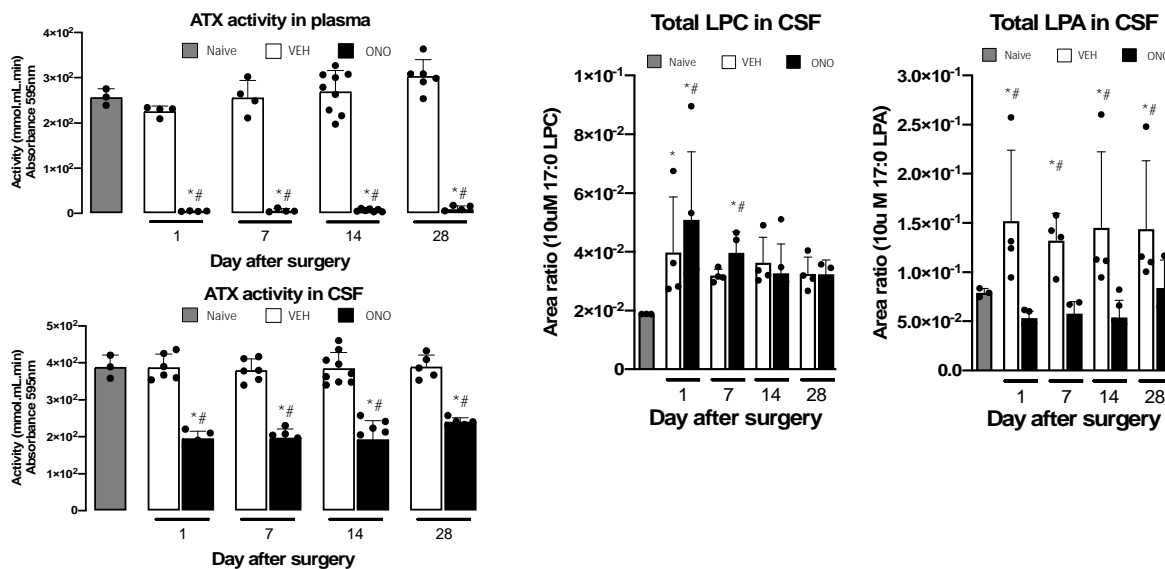 ATX activity in plasma
Naive VEH ONO
Activity (mmol.mL.min)
Absorbance 595nm
4×10²
3×10²
2×10²
1×10²
0
*# *# *# *#
1 7 14 28
Day after surgery
ATX activity in CSF
Naive VEH ONO
Activity (mmol.mL.min)
Absorbance 595nm
5×10²
4×10²
3×10²
2×10²
1×10²
0
*# *# *# *#
1 7 14 28
Day after surgery
Total LPC in CSF
Naive VEH ONO
Area ratio (10uM 17:0 LPC)
1×10⁻¹
8×10⁻²
6×10⁻²
4×10⁻²
2×10⁻²
0
* *# *#
1 7 14 28
Day after surgery
Total LPA in CSF
Naive VEH ONO
Area ratio (10u M 17:0 LPA)
3.0×10⁻¹
2.5×10⁻¹
2.0×10⁻¹
1.5×10⁻¹
1.0×10⁻¹
5.0×10⁻²
0.0
*# *# *# *#
1 7 14 28
Day after surgery